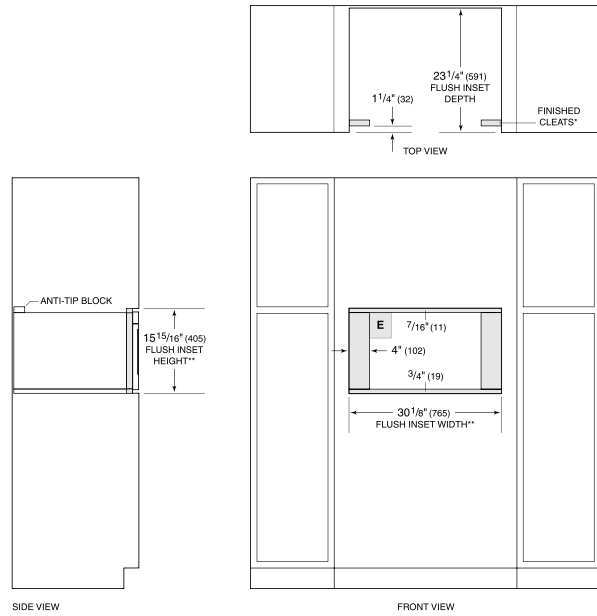 23 1/4" (591)
FLUSH INSET
DEPTH
1 1/4" (32)
FINISHED
CLEATS*
TOP VIEW
ANTI-TIP BLOCK
15 15/16" (405)
FLUSH INSET
HEIGHT**
E
7/16" (11)
4" (102)
3/4" (19)
30 1/8" (765)
FLUSH INSET WIDTH**
SIDE VIEW
FRONT VIEW